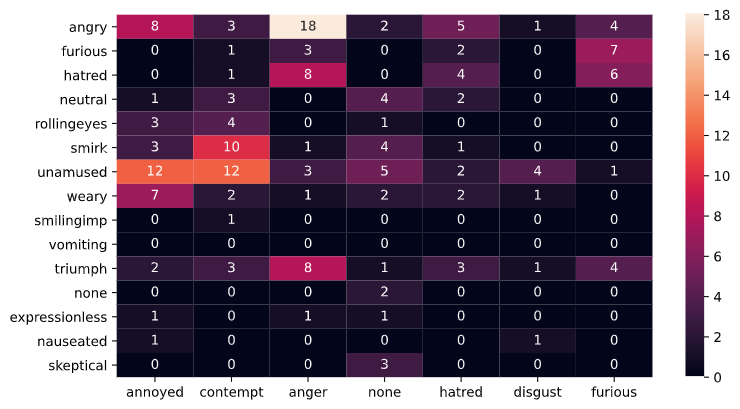 angry 8 3 18 2 5 1 4
furious 0 1 3 0 2 0 7
hatred 0 1 8 0 4 0 6
neutral 1 3 0 4 2 0 0
rollingeyes 3 4 0 1 0 0 0
smirk 3 10 1 4 1 0 0
unamused 12 12 3 5 2 4 1
weary 7 2 1 2 2 1 0
smilingimp 0 1 0 0 0 0 0
vomiting 0 0 0 0 0 0 0
triumph 2 3 8 1 3 1 4
none 0 0 0 2 0 0 0
expressionless 1 0 1 1 0 0 0
nauseated 1 0 0 0 0 1 0
skeptical 0 0 0 3 0 0 0
annoyed contempt anger none hatred disgust furious
18
16
14
12
10
8
6
4
2
0